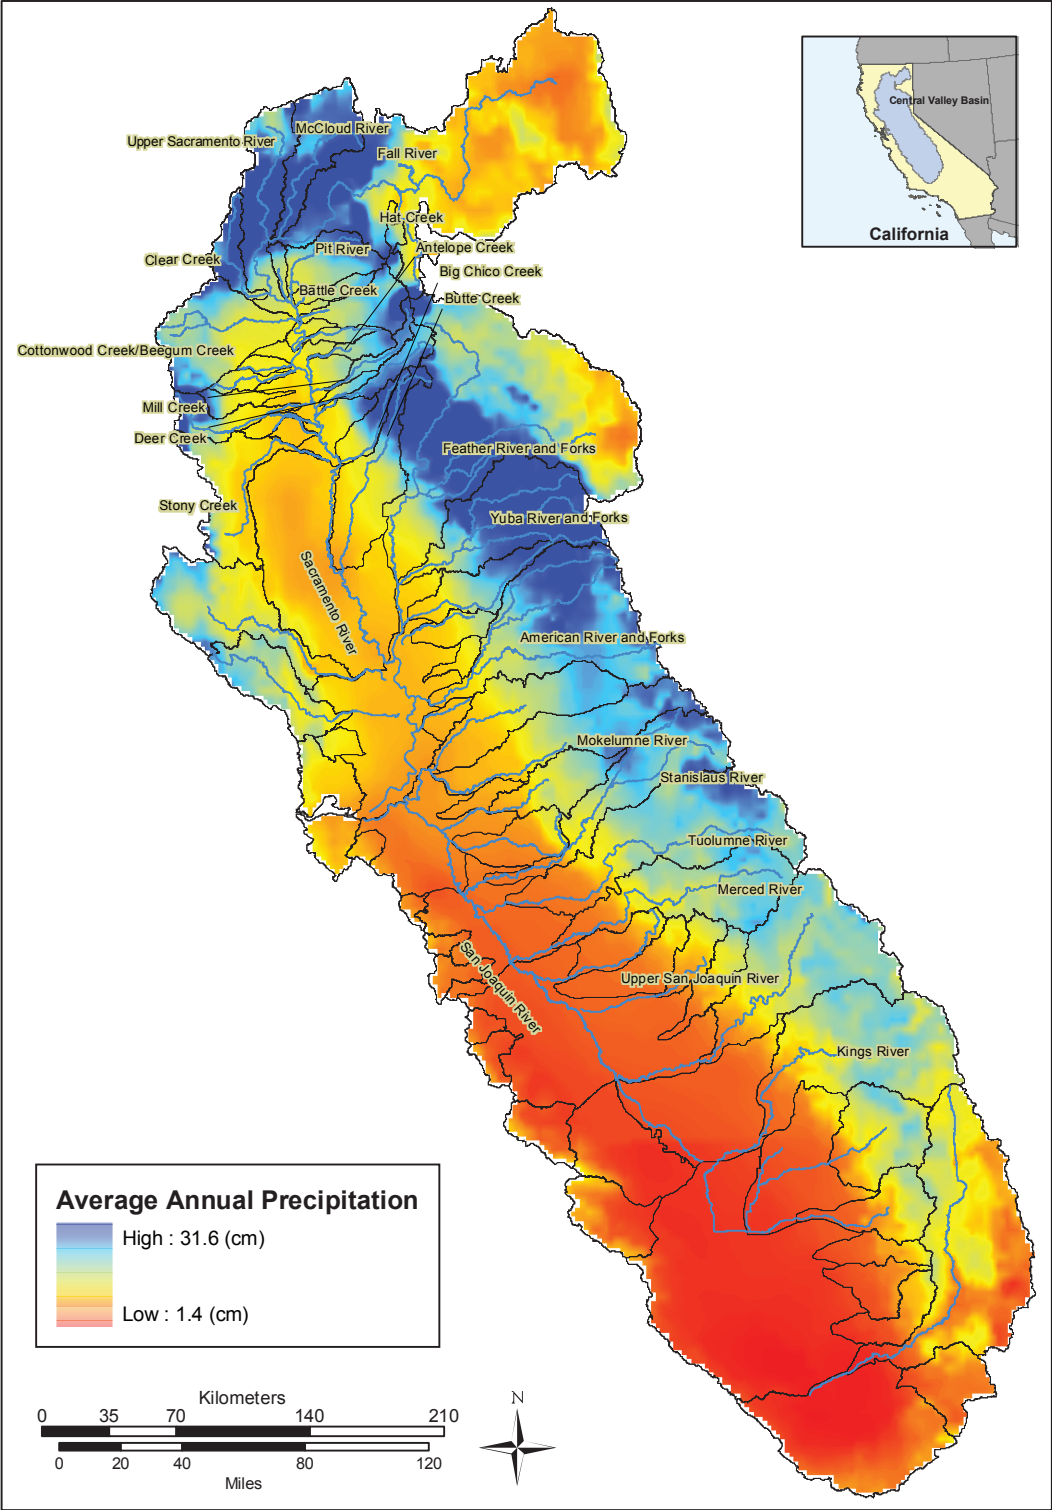 Central Valley Basin
California
McCloud River
Upper Sacramento River
Fall River
Hat Creek
Pit River
Antelope Creek
Clear Creek
Big Chico Creek
Battle Creek
Butte Creek
Cottonwood Creek/Beegum Creek
Mill Creek
Deer Creek
Feather River and Forks
Stony Creek
Yuba River and Forks
Sacramento River
American River and Forks
Mokelumne River
Stanislaus River
Tuolumne River
Merced River
San Joaquin River
Upper San Joaquin River
Kings River
Average Annual Precipitation
High : 31.6 (cm)
Low : 1.4 (cm)
Kilometers
0 35 70 140 210
0 20 40 80 120
Miles
N